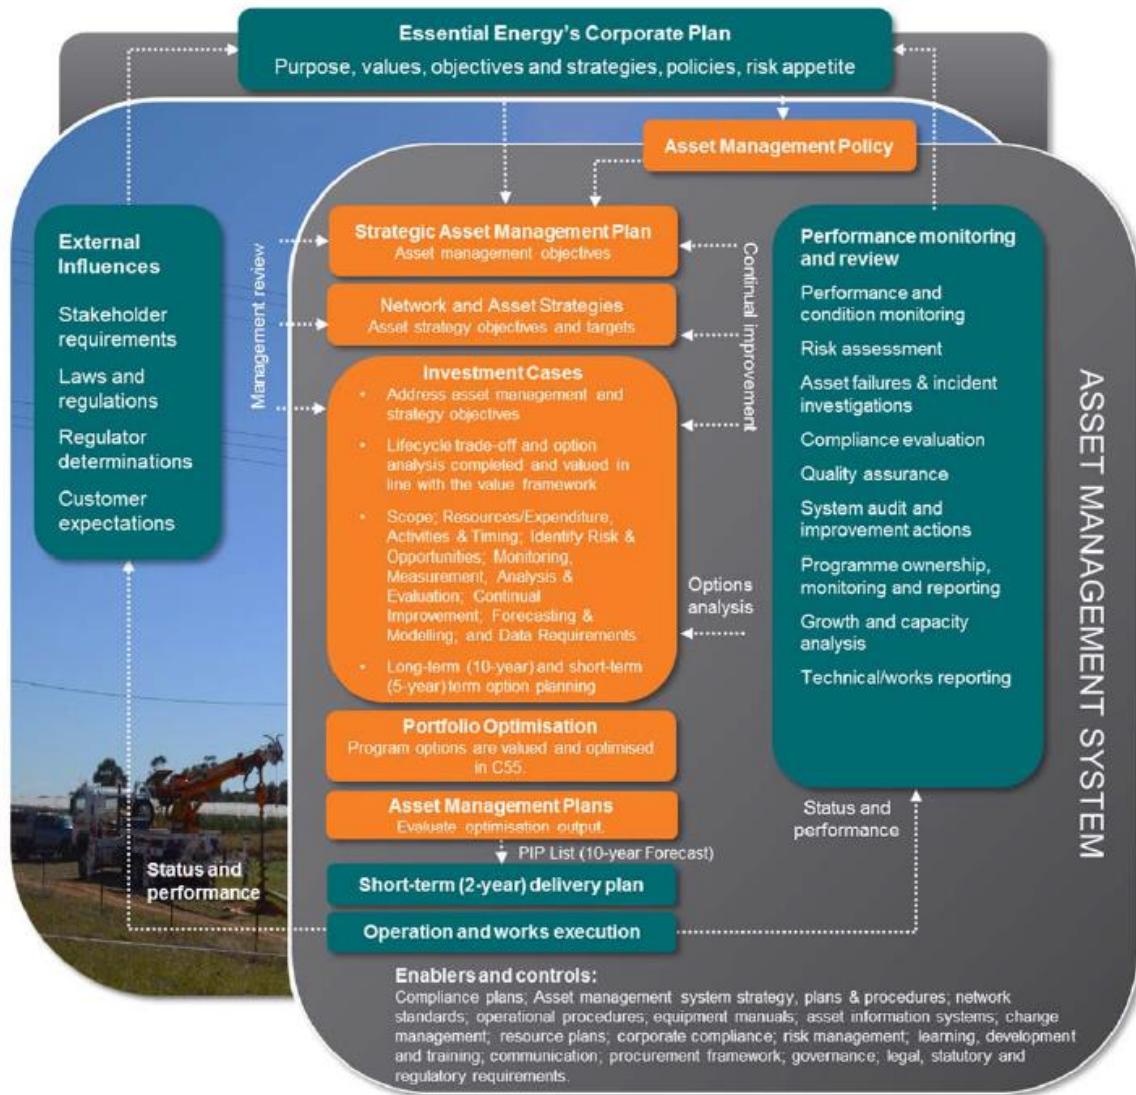 Essential Energy's Corporate Plan
Purpose, values, objectives and strategies, policies, risk appetite
Asset Management Policy
External
Influences
Stakeholder
requirements
Laws and
regulations
Regulator
determinations
Customer
expectations
Management review
Strategic Asset Management Plan
Asset management objectives
Network and Asset Strategies
Asset strategy objectives and targets
Investment Cases
• Address asset management and
strategy objectives
• Lifecycle trade-off and option
analysis completed and valued in
line with the value framework
• Scope; Resources/Expenditure,
Activities & Timing; Identify Risk &
Opportunities; Monitoring,
Measurement, Analysis &
Evaluation; Continual
Improvement; Forecasting &
Modelling; and Data Requirements
• Long-term (10-year) and short-term
(5-year) term option planning
Portfolio Optimisation
Program options are valued and optimised
in C55.
Asset Management Plans
Evaluate optimisation output.
PIP List (10-year Forecast)
Short-term (2-year) delivery plan
Operation and works execution
Continual improvement
Options
analysis
Performance monitoring
and review
Performance and
condition monitoring
Risk assessment
Asset failures & incident
investigations
Compliance evaluation
Quality assurance
System audit and
improvement actions
Programme ownership,
monitoring and reporting
Growth and capacity
analysis
Technical/works reporting
Status and
performance
Status and
performance
ASSET MANAGEMENT SYSTEM
Enablers and controls:
Compliance plans; Asset management system strategy, plans & procedures; network
standards; operational procedures; equipment manuals; asset information systems; change
management; resource plans; corporate compliance; risk management; learning, development
and training; communication; procurement framework; governance; legal, statutory and
regulatory requirements.